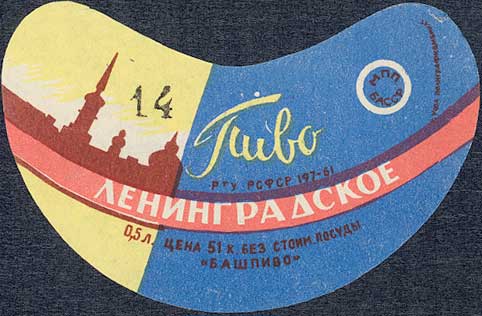 14
Пиво
МПП
БАССР
РТУ РСФСР 197-61
ЛЕНИНГРАДСКОЕ
0,5 л. ЦЕНА 51 к. БЕЗ СТОИМ. ПОСУДЫ
"БАШПИВО"